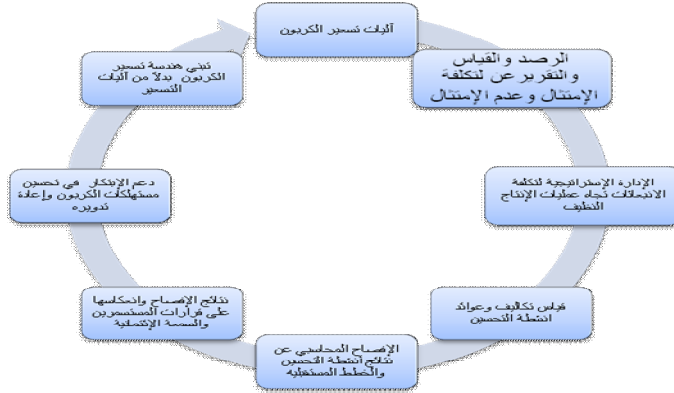 آليات تسعير الكربون
الرصد والقياس
والتقرير عن لتكلفة
الإمتثال وعدم الإمتثال
الإدارة الإستراتيجية لتكلفة
الانبعاثات تجاه عمليات الإنتاج
النظيف
قياس تكاليف وعوائد
انشطة التحسين
الإفصاح المحاسبي عن
نتائج أنشطة التحسين
والخطط المستقبلية
نتائج الإفصاح وانعكاسها
على قرارات المستثمرين
والسمعة الإئتمانية
دعم الإبتكار في تحسين
مستهلكات الكربون وإعادة
تدويره
تبني هندسة تسعير
الكربون بدلاً من آليات
التسعير